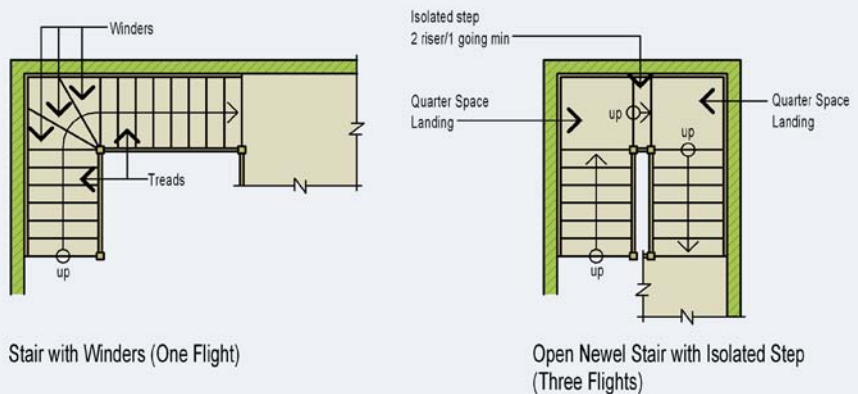 Winders
Treads
up
Stair with Winders (One Flight)
Isolated step
2 riser/1 going min
Quarter Space
Landing
up
Quarter Space
Landing
up
up
Open Newel Stair with Isolated Step
(Three Flights)